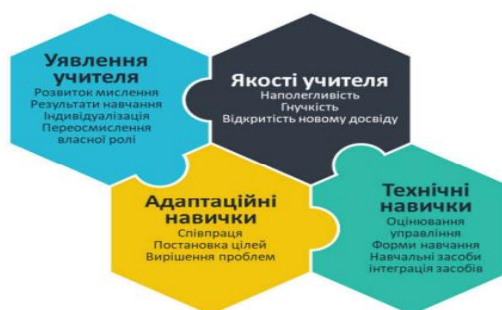 Уявлення
учителя
Розвиток мислення
Результати навчання
Індивідуалізація
Переосмислення
власної ролі
Якості учителя
Наполегливість
Гнучкість
Відкритість новому досвіду
Адаптаційні
навички
Співпраця
Постановка цілей
Вирішення проблем
Технічні
навички
Оцінювання
управління
Форми навчання
Навчальні засоби
інтеграція засобів